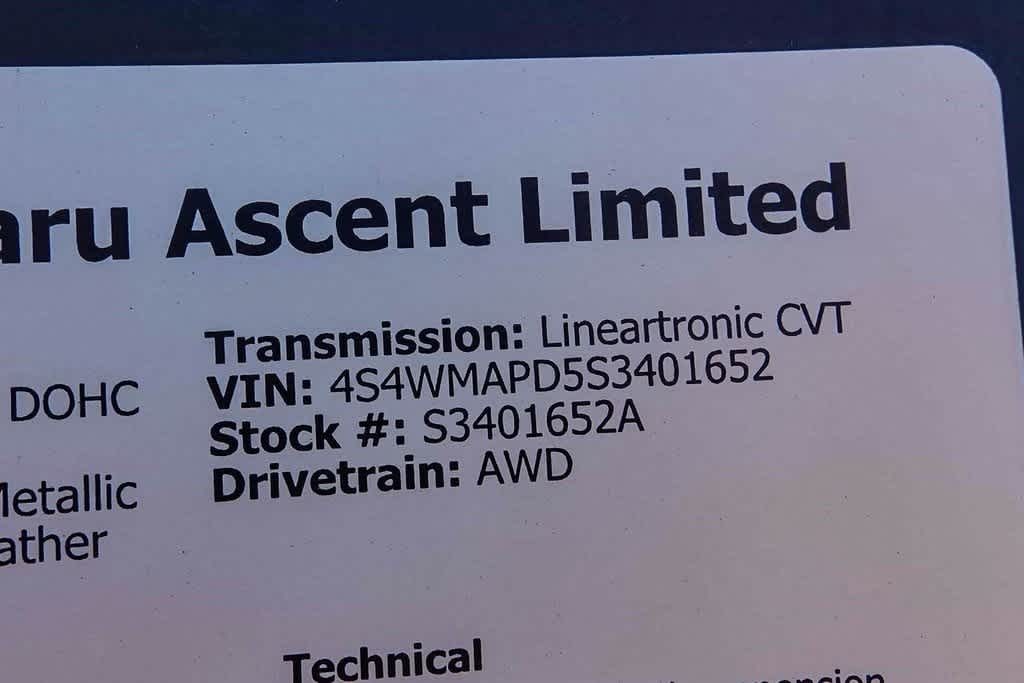 aru Ascent Limited
Transmission: Lineartronic CVT
DOHC
VIN: 4S4WMAPD5S3401652
Stock #: S3401652A
Drivetrain: AWD
Metallic
ather
Technical